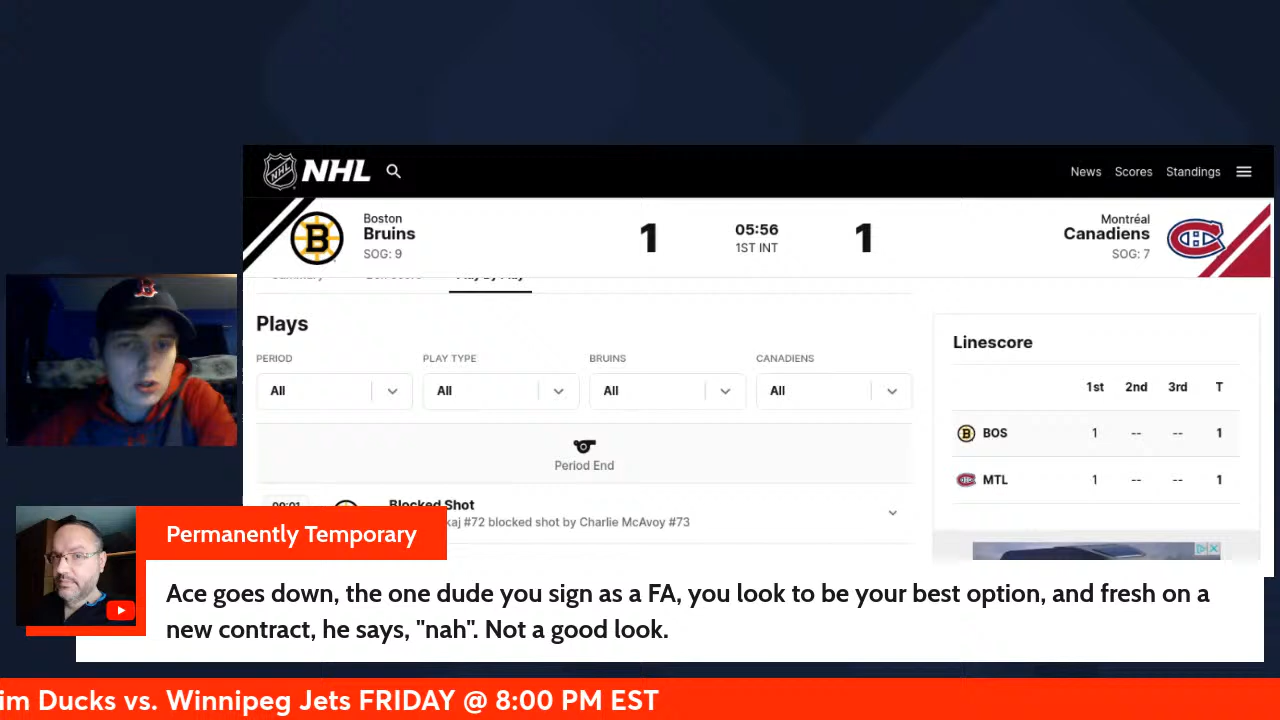 NHL
News Scores Standings
Boston
Bruins
SOG: 9
1
05:56
1ST INT
1
Montréal
Canadiens
SOG: 7
Play By Play
Plays
PERIOD PLAY TYPE BRUINS CANADIENS
All All All All
Period End
Blocked Shot
#72 blocked shot by Charlie McAvoy #73
Linescore
1st 2nd 3rd T
BOS 1 -- -- 1
MTL 1 -- -- 1
Permanently Temporary
Ace goes down, the one dude you sign as a FA, you look to be your best option, and fresh on a
new contract, he says, "nah". Not a good look.
im Ducks vs. Winnipeg Jets FRIDAY @ 8:00 PM EST